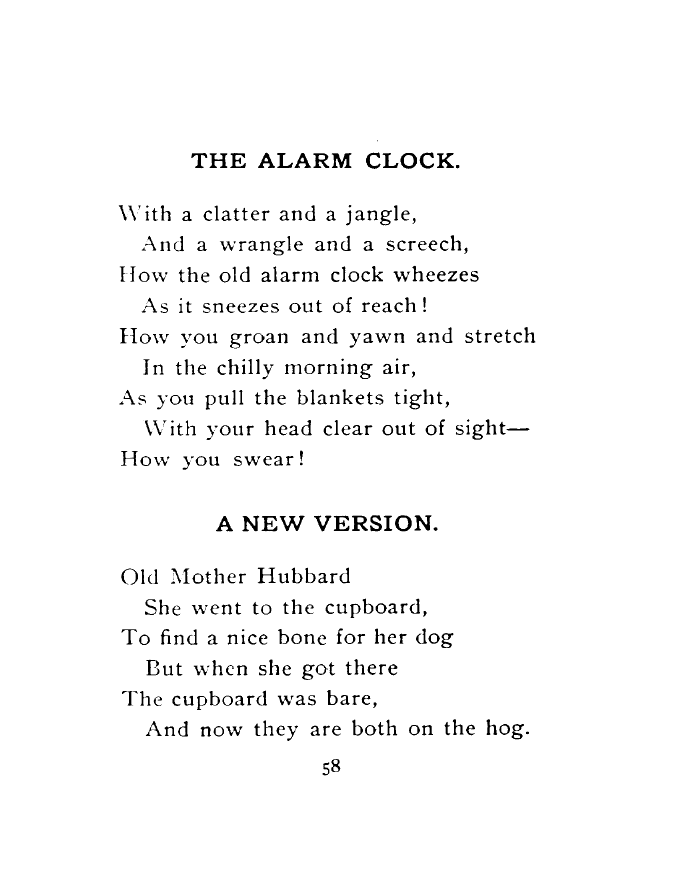 THE ALARM CLOCK.
With a clatter and a jangle,
And a wrangle and a screech,
How the old alarm clock wheezes
As it sneezes out of reach!
How you groan and yawn and stretch
In the chilly morning air,
As you pull the blankets tight,
With your head clear out of sight—
How you swear!
A NEW VERSION.
Old Mother Hubbard
She went to the cupboard,
To find a nice bone for her dog
But when she got there
The cupboard was bare,
And now they are both on the hog.
58